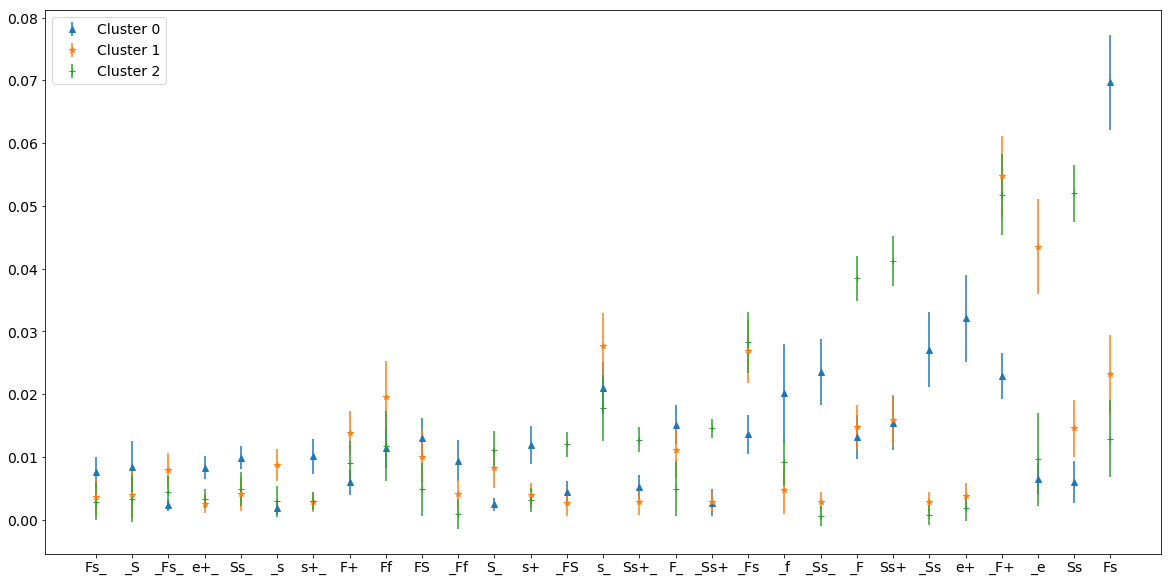 0.08
0.07
0.06
0.05
0.04
0.03
0.02
0.01
0.00
Cluster 0
Cluster 1
Cluster 2
Fs_ _S _Fs_ e+_ Ss_ _s s+_ F+ Ff FS _Ff S_ s+ _FS s_ Ss+_ F_ _Ss+ _Fs _f _Ss_ _F Ss+ _Ss e+ _F+ _e Ss Fs